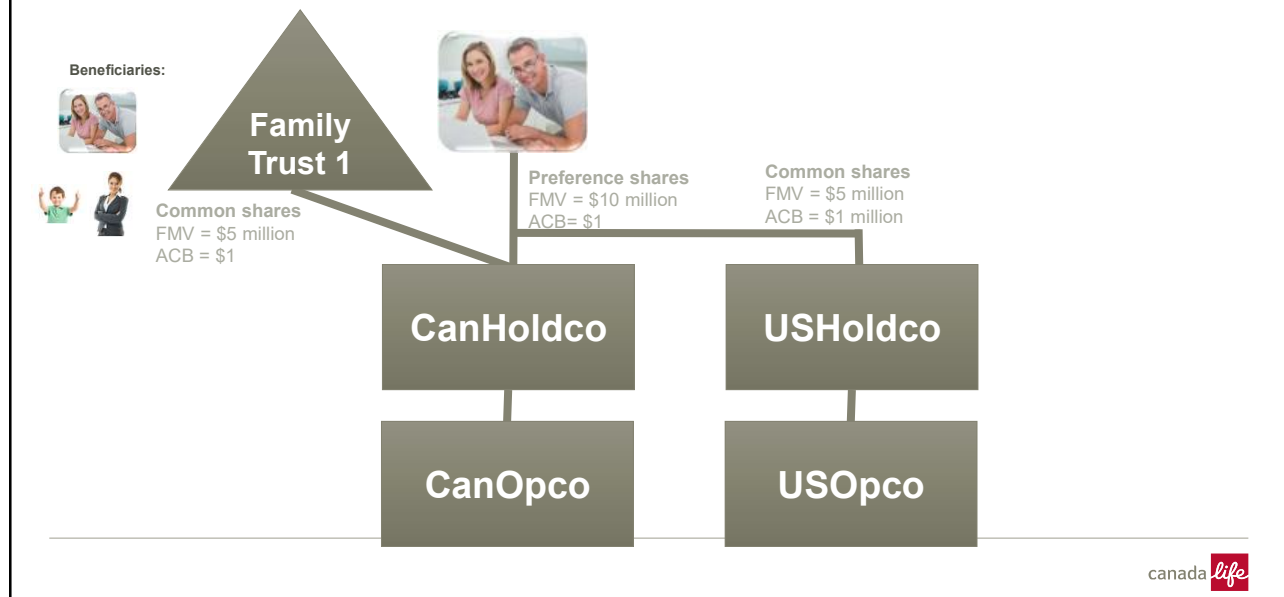 Beneficiaries:
Family
Trust 1
Common shares
FMV = $5 million
ACB = $1
Preference shares
FMV = $10 million
ACB= $1
Common shares
FMV = $5 million
ACB = $1 million
CanHoldco
USHoldco
CanOpco
USOpco
canada life